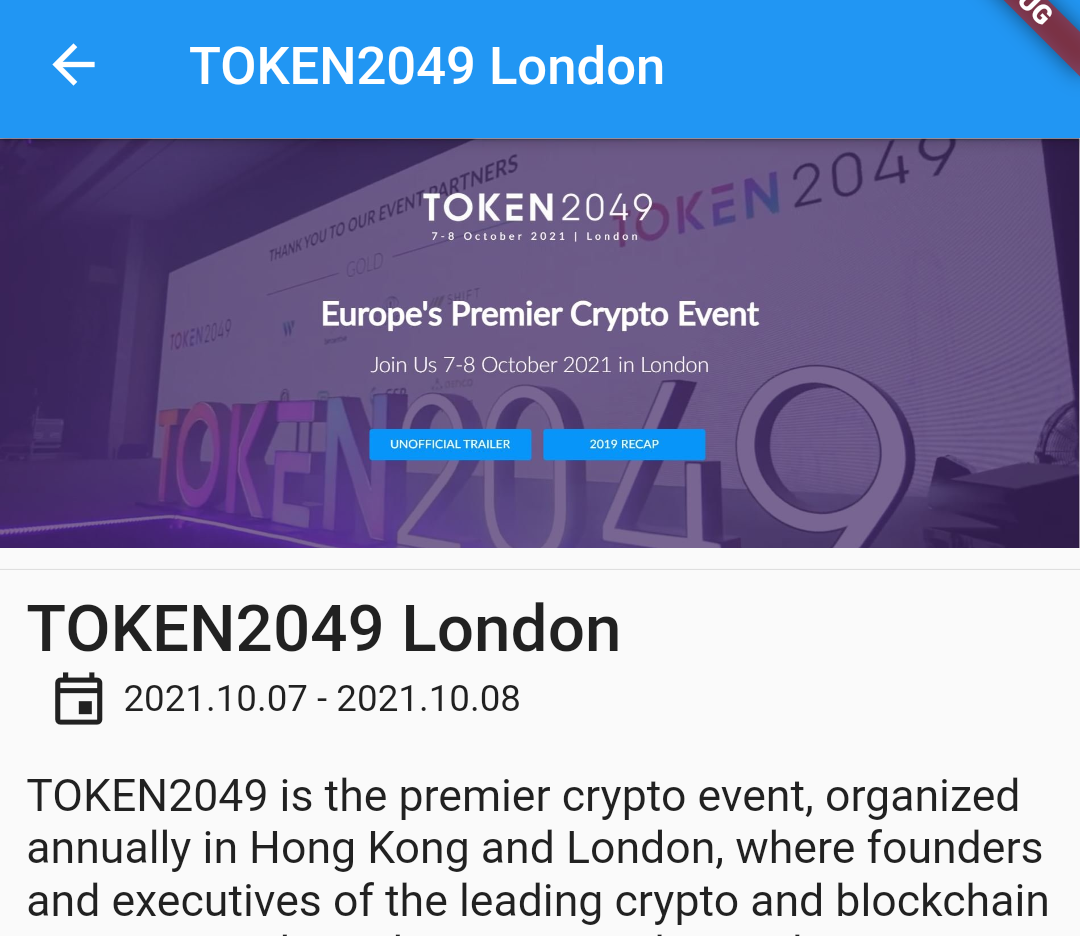 TOKEN2049 London
UG
THANK YOU TO OUR EVENT PARTNERS
GOLD
TOKEN2049
TOKEN2049
7-8 October 2021 | London
TOKEN2049
Europe's Premier Crypto Event
Join Us 7-8 October 2021 in London
TOKEN2049
UNOFFICIAL TRAILER
2019 RECAP
TOKEN2049 London
2021.10.07 - 2021.10.08
TOKEN2049 is the premier crypto event, organized
annually in Hong Kong and London, where founders
and executives of the leading crypto and blockchain